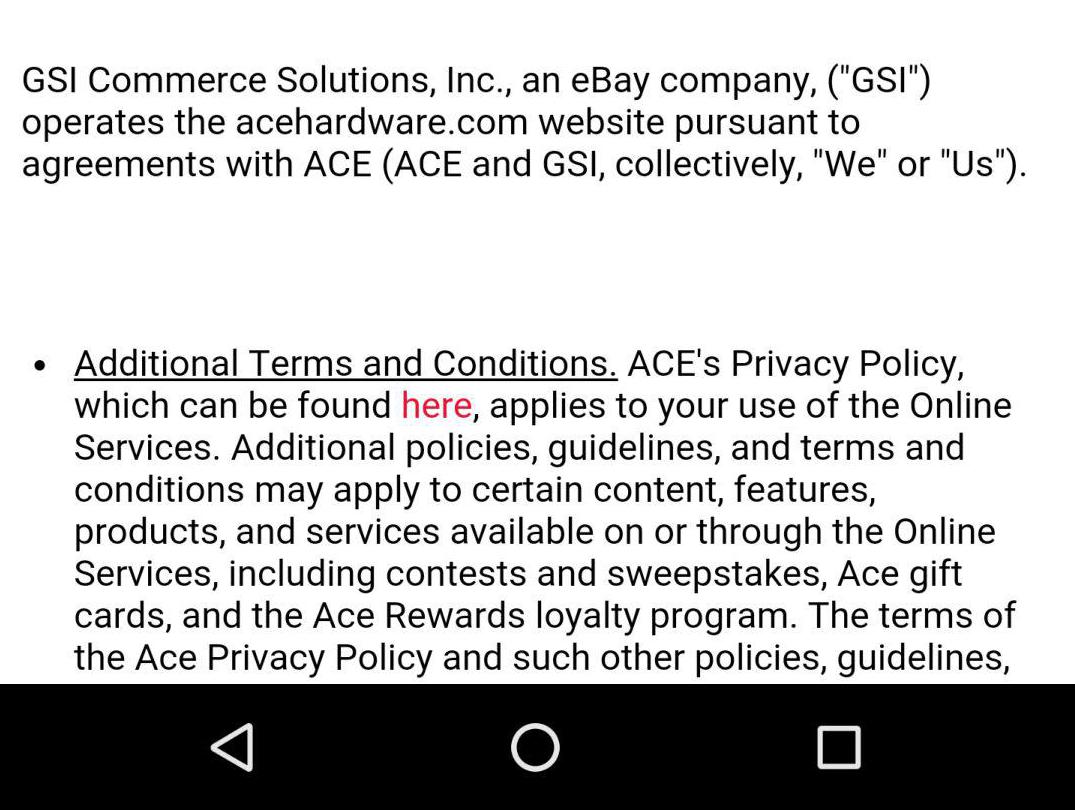 GSI Commerce Solutions, Inc., an eBay company, ("GSI")
operates the acehardware.com website pursuant to
agreements with ACE (ACE and GSI, collectively, "We" or "Us").
• Additional Terms and Conditions. ACE's Privacy Policy,
which can be found here, applies to your use of the Online
Services. Additional policies, guidelines, and terms and
conditions may apply to certain content, features,
products, and services available on or through the Online
Services, including contests and sweepstakes, Ace gift
cards, and the Ace Rewards loyalty program. The terms of
the Ace Privacy Policy and such other policies, guidelines,